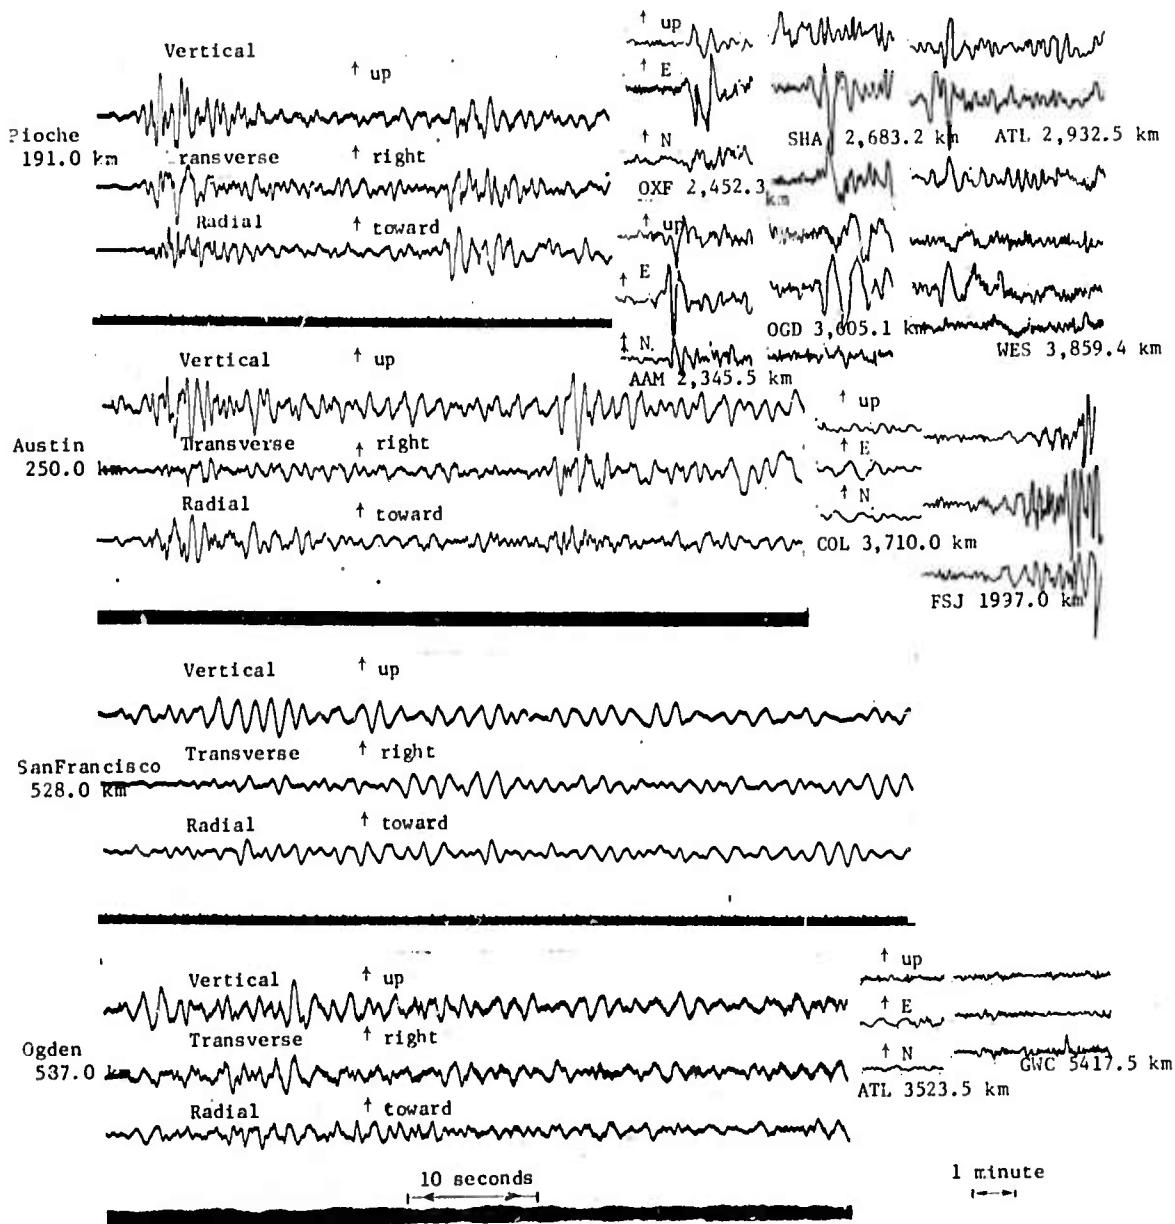 Vertical
↑ up
Pioche
191.0 km
ransverse
↑ right
Radial
↑ toward
↑ up
↑ E
↑ N
OXF 2,452.3 km
SHA 2,683.2 km
ATL 2,932.5 km
↑ up
↑ E
↑ N.
AAM 2,345.5 km
OGD 3,605.1 km
WES 3,859.4 km
Vertical
↑ up
Austin
250.0 km
Transverse
↑ right
Radial
↑ toward
↑ up
↑ E
↑ N
COL 3,710.0 km
FSJ 1997.0 km
Vertical
↑ up
SanFrancisco
528.0 km
Transverse
↑ right
Radial
↑ toward
Vertical
↑ up
Ogden
537.0 km
Transverse
↑ right
Radial
↑ toward
↑ up
↑ E
↑ N
ATL 3523.5 km
GWC 5417.5 km
10 seconds
1 minute